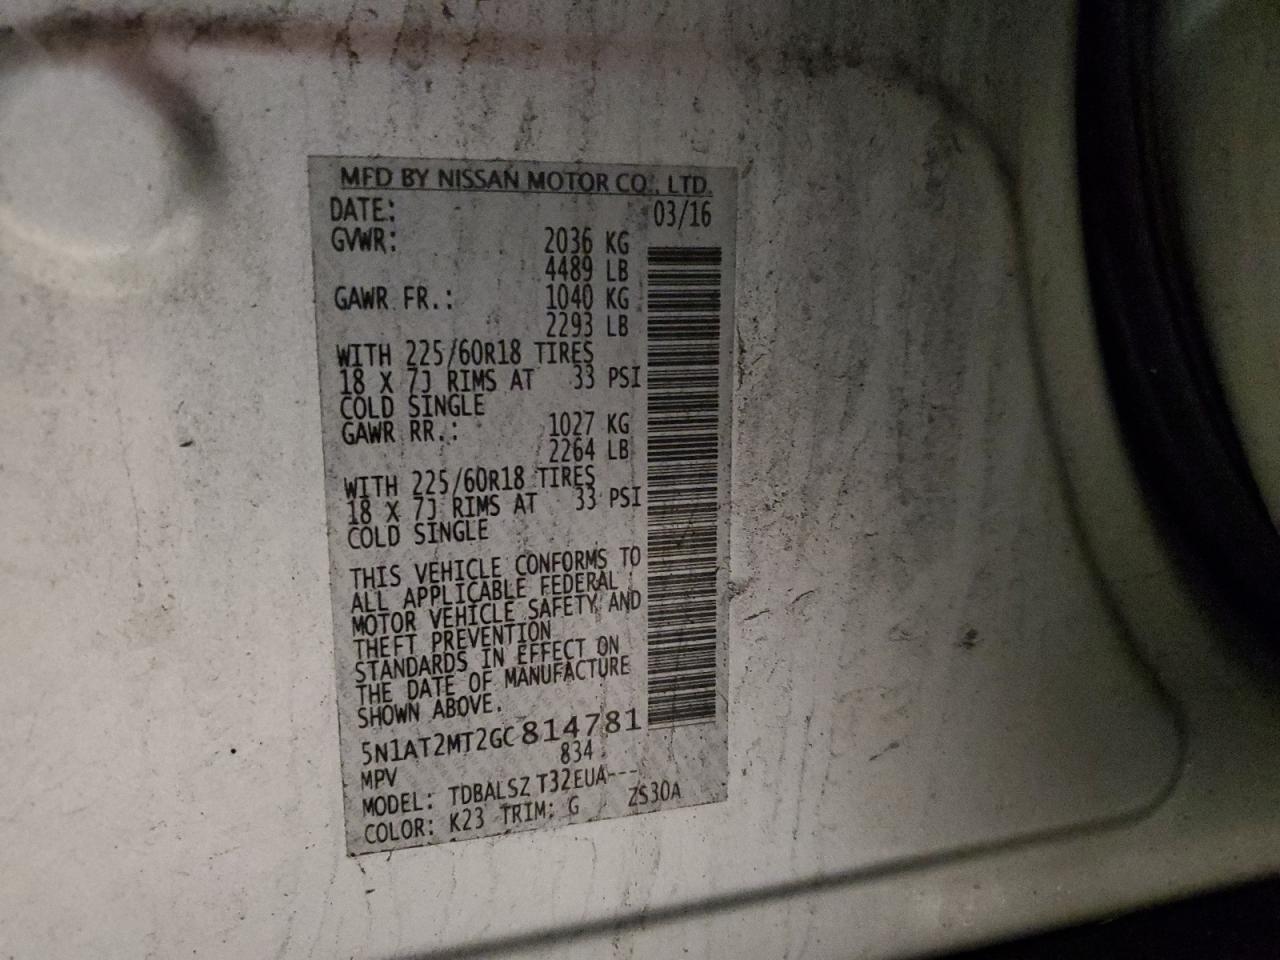 MFD BY NISSAN MOTOR CO., LTD.
DATE: 03/16
GVWR: 2036 KG
4489 LB
GAWR FR.: 1040 KG
2293 LB
WITH 225/60R18 TIRES
18 X 7J RIMS AT 33 PSI
COLD SINGLE
GAWR RR.: 1027 KG
2264 LB
WITH 225/60R18 TIRES
18 X 7J RIMS AT 33 PSI
COLD SINGLE
THIS VEHICLE CONFORMS TO
ALL APPLICABLE FEDERAL
MOTOR VEHICLE SAFETY AND
THEFT PREVENTION
STANDARDS IN EFFECT ON
THE DATE OF MANUFACTURE
SHOWN ABOVE.
5N1AT2MT2GC814781
MPV 834
MODEL: TDBALSZ T32EUA---
COLOR: K23 TRIM: G ZS30A